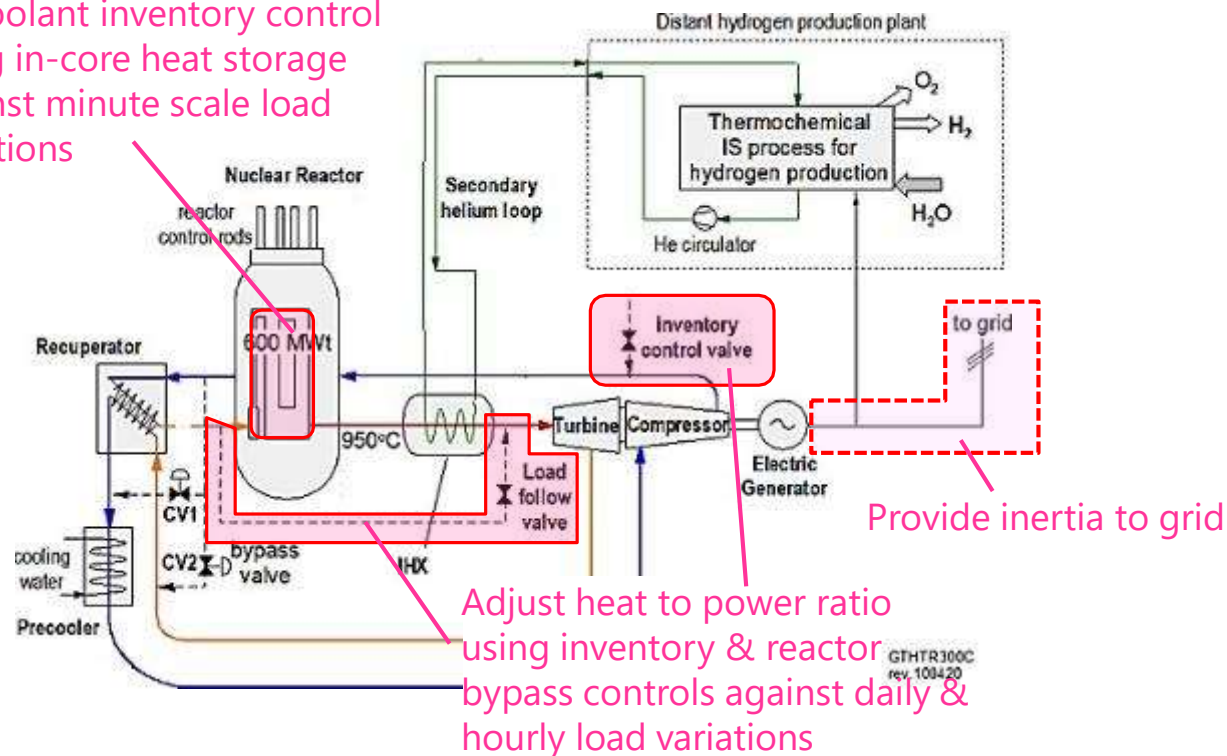 oolant inventory control
g in-core heat storage
nst minute scale load
tions
Distant hydrogen production plant
O2
Thermochemical
IS process for
hydrogen production
H2
H2O
He circulator
Nuclear Reactor
reactor
control rods
Secondary
helium loop
600 MWt
Recuperator
Inventory
control valve
to grid
950°C
Turbine
Compressor
Electric
Generator
Load
follow
valve
CV1
CV2
bypass
valve
IHX
cooling
water
Precooler
Provide inertia to grid
Adjust heat to power ratio
using inventory & reactor
bypass controls against daily &
hourly load variations
GTHTR300C
rev. 100420